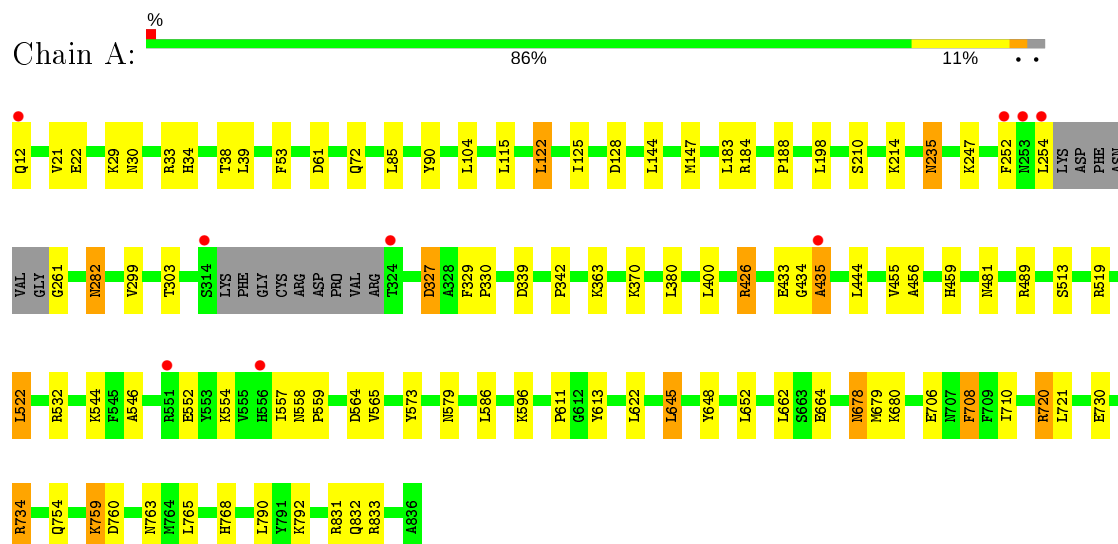 %
Chain A:
86% 11% • •
Q12 V21 E22 K29 N30 R33 H34 T38 L39 F53 D61 Q72 L85 Y90 L104 L115 L122 I125 D128 L144 M147 L183 R184 P188 L198 S210 K214 N235 K247 F252 N253 L254 LYS ASP PHE ASN
VAL GLY G261 N282 V299 T303 S314 LYS PHE GLY CYS ARG ASP PRO VAL ARG T324 D327 A328 F329 P330 D339 P342 K363 K370 L380 L400 R426 E433 G434 A435 L444 V455 A456 H459 N481 R489 S513 R519
L522 R532 K544 F545 A546 R551 E552 Y553 K554 V555 H556 I557 N558 P559 D564 V565 Y573 N579 L586 K596 P611 G612 Y613 L622 L645 Y648 L652 L662 S663 E664 N678 M679 K680 E706 N707 F708 F709 I710 R720 L721 E730
R734 Q754 K759 D760 N763 M764 L765 H768 L790 Y791 K792 R831 Q832 R833 A836